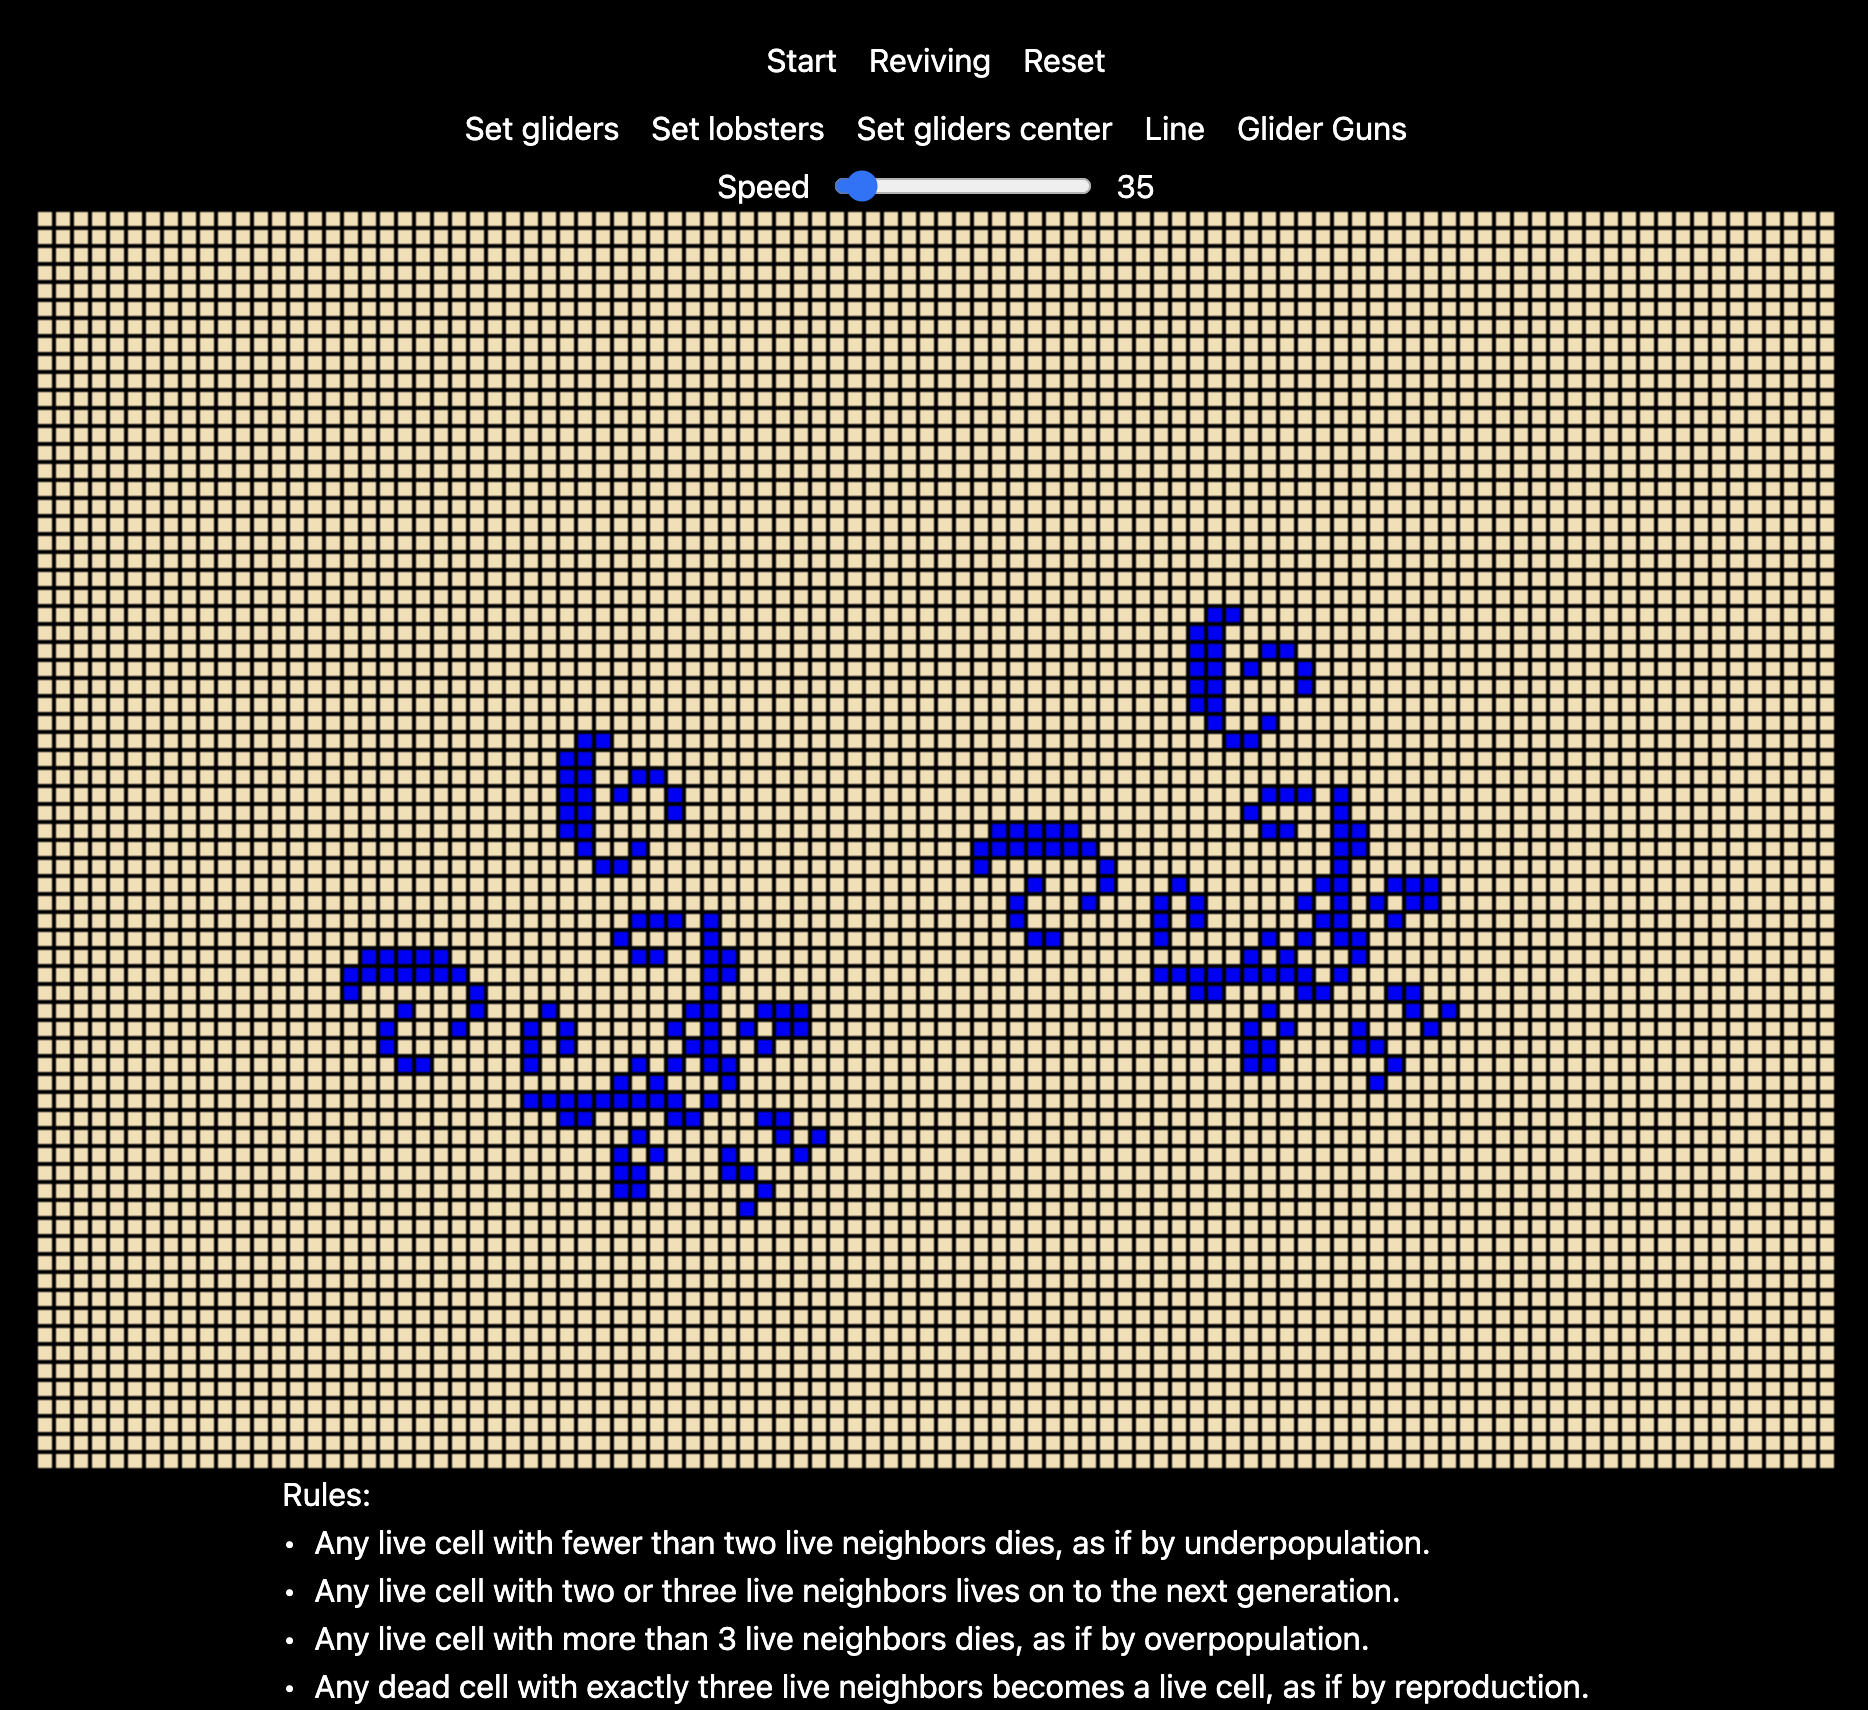 Start Reviving Reset
Set gliders Set lobsters Set gliders center Line Glider Guns
Speed 35
Rules:
• Any live cell with fewer than two live neighbors dies, as if by underpopulation.
• Any live cell with two or three live neighbors lives on to the next generation.
• Any live cell with more than 3 live neighbors dies, as if by overpopulation.
• Any dead cell with exactly three live neighbors becomes a live cell, as if by reproduction.